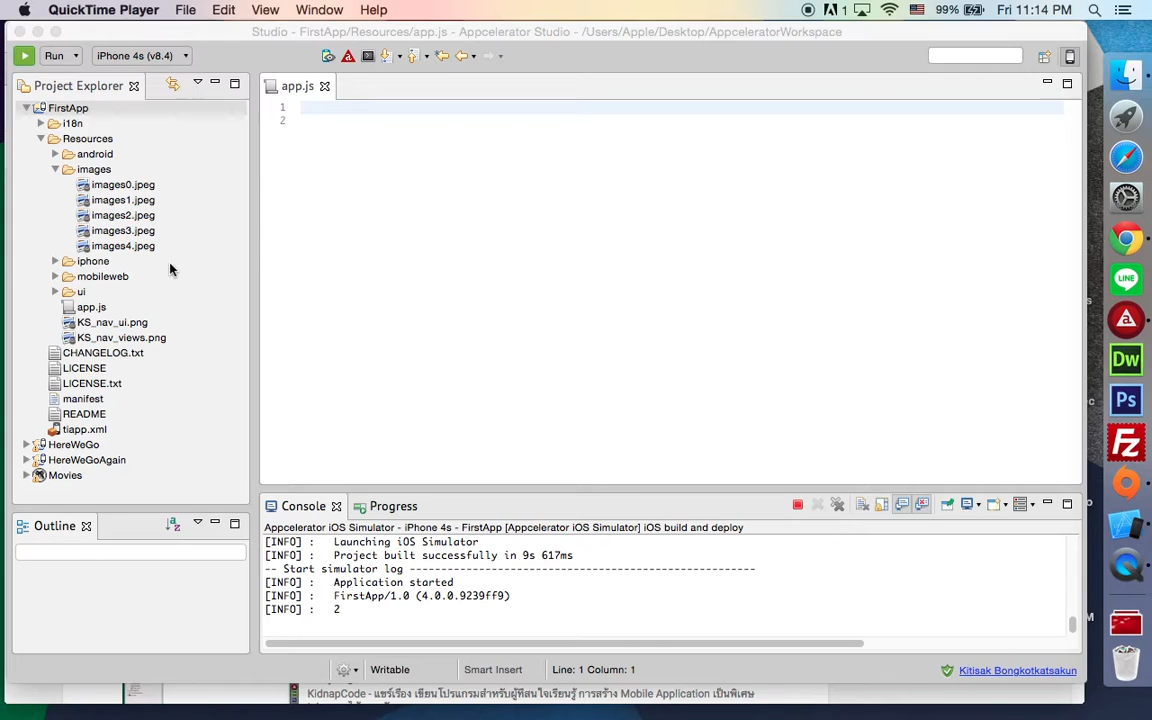 QuickTime Player File Edit View Window Help 1 99% Fri 11:14 PM
Studio - FirstApp/Resources/app.js - Appcelerator Studio - /Users/Apple/Desktop/AppceleratorWorkspace
Run iPhone 4s (v8.4)
Project Explorer
FirstApp
i18n
Resources
android
images
images0.jpeg
images1.jpeg
images2.jpeg
images3.jpeg
images4.jpeg
iphone
mobileweb
ui
app.js
KS_nav_ui.png
KS_nav_views.png
CHANGELOG.txt
LICENSE
LICENSE.txt
manifest
README
tiapp.xml
HereWeGo
HereWeGoAgain
Movies
Outline
app.js
1
2
Console Progress
Appcelerator iOS Simulator - iPhone 4s - FirstApp [Appcelerator iOS Simulator] iOS build and deploy
[INFO] : Launching iOS Simulator
[INFO] : Project built successfully in 9s 617ms
-- Start simulator log --------------------------------------------------
[INFO] : Application started
[INFO] : FirstApp/1.0 (4.0.0.9239ff9)
[INFO] : 2
Writable Smart Insert Line: 1 Column: 1 Kitisak Bongkotkatsakun
KidnapCode - แชร์เรื่อง เขียนโปรแกรมสำหรับผู้ที่สนใจเรียนรู้ การสร้าง Mobile Application เป็นพิเศษ
LINE
Dw
Ps
Fz